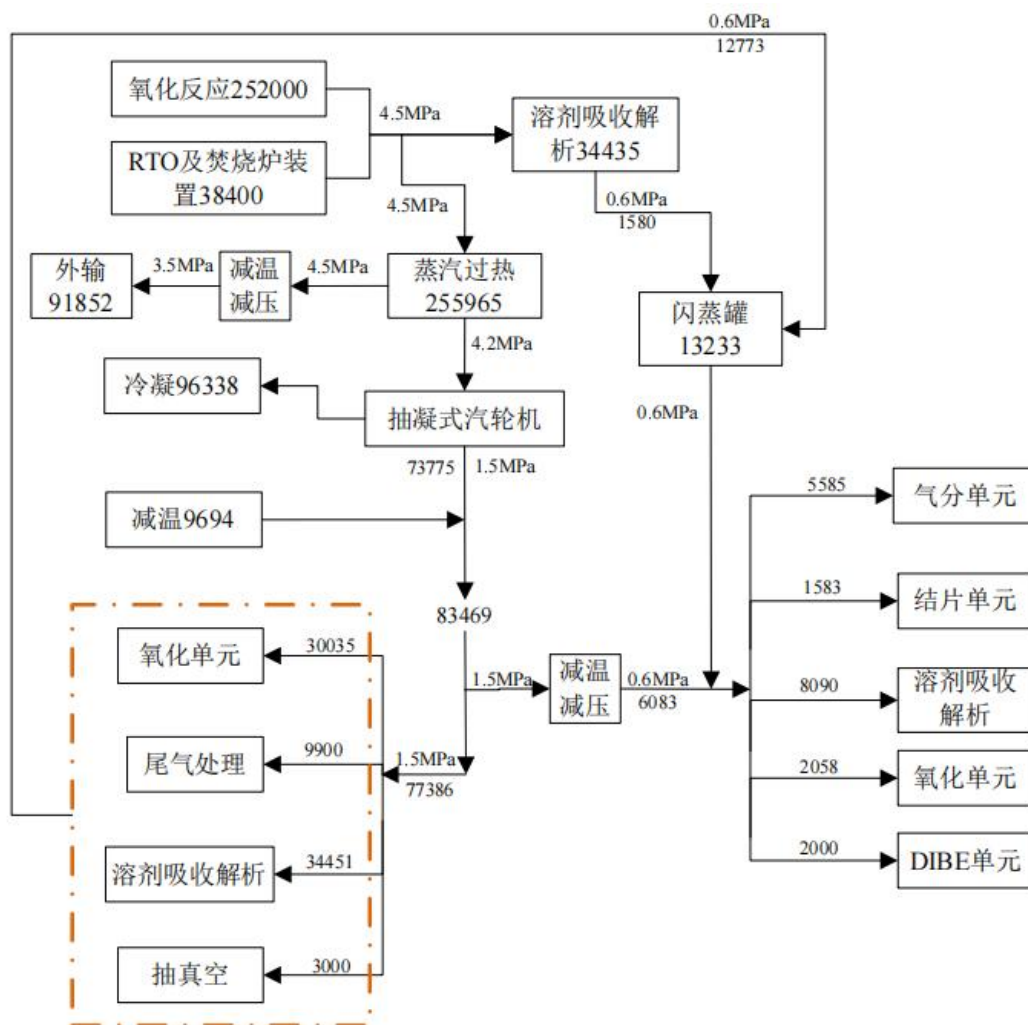 0.6MPa
12773
氧化反应252000
4.5MPa
溶剂吸收解
析34435
RTO及焚烧炉装
置38400
4.5MPa
0.6MPa
1580
外输
91852
3.5MPa
减温
减压
4.5MPa
蒸汽过热
255965
闪蒸罐
13233
4.2MPa
冷凝96338
抽凝式汽轮机
0.6MPa
73775
1.5MPa
减温9694
5585
气分单元
83469
1583
结片单元
氧化单元
30035
1.5MPa
减温
减压
0.6MPa
6083
8090
溶剂吸收
解析
尾气处理
9900
1.5MPa
77386
2058
氧化单元
溶剂吸收解析
34451
2000
DIBE单元
抽真空
3000